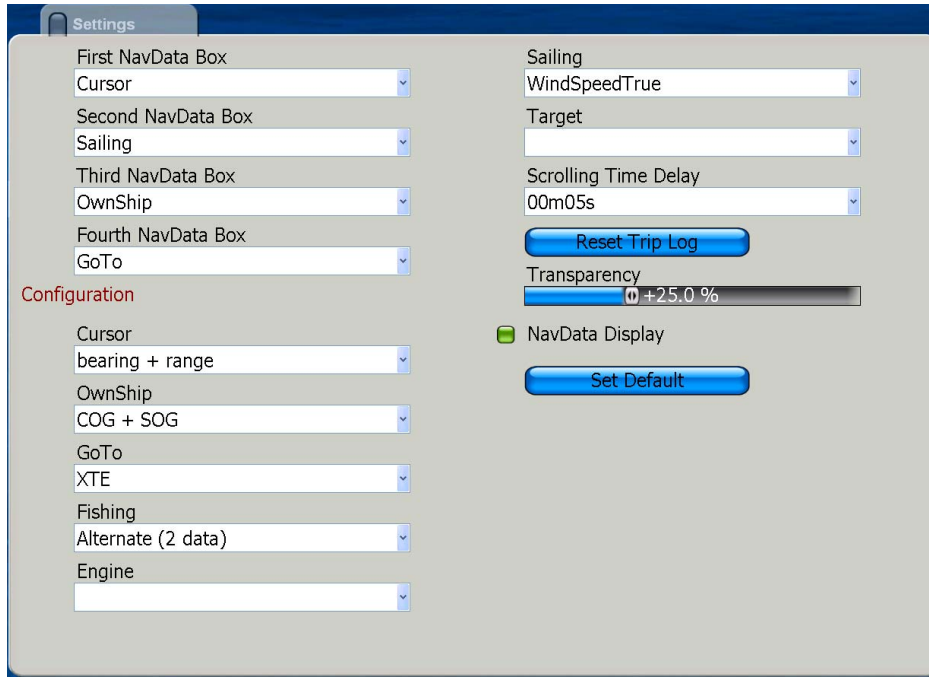 Settings
First NavData Box
Cursor
Second NavData Box
Sailing
Third NavData Box
OwnShip
Fourth NavData Box
GoTo
Configuration
Cursor
bearing + range
OwnShip
COG + SOG
GoTo
XTE
Fishing
Alternate (2 data)
Engine
Sailing
WindSpeedTrue
Target
Scrolling Time Delay
00m05s
Reset Trip Log
Transparency
+25.0 %
NavData Display
Set Default